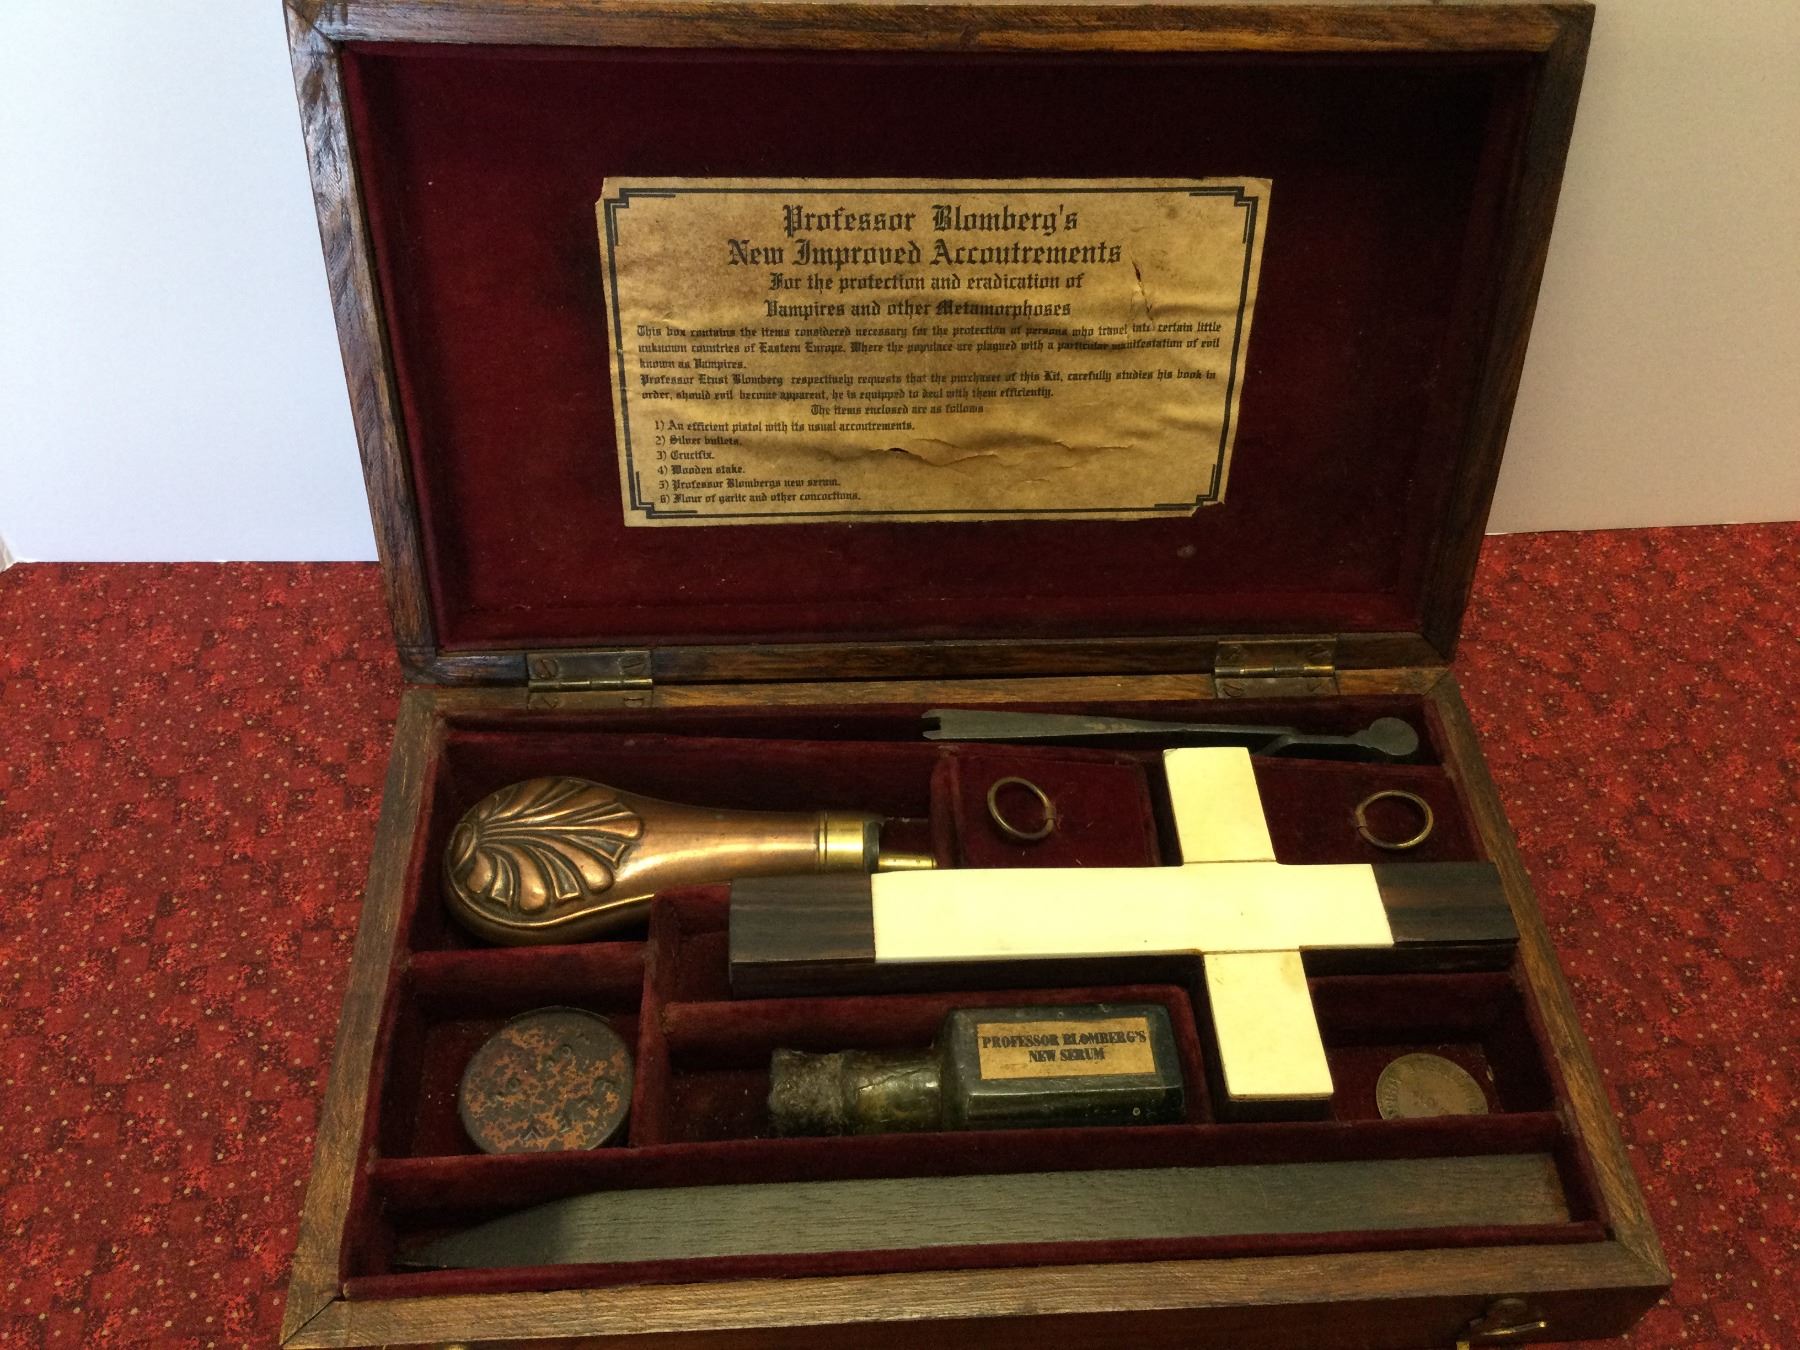 Professor Blomberg's
New Improved Accoutrements
For the protection and eradication of
Vampires and other Metamorphoses
This box contains the items considered necessary for the protection of persons who travel into certain little
unknown countries of Eastern Europe. Where the populace are plagued with a particular manifestation of evil
known as Vampires.
Professor Ernst Blomberg respectively requests that the purchaser of this Kit, carefully studies his book in
order, should evil become apparent, he is equipped to deal with them efficiently.
The items enclosed are as follows
1) An efficient pistol with its usual accoutrements.
2) Silver bullets.
3) Crucifix.
4) Wooden stake.
5) Professor Blombergs new serum.
6) Flour of garlic and other concoctions.
PROFESSOR BLOMBERG'S
NEW SERUM